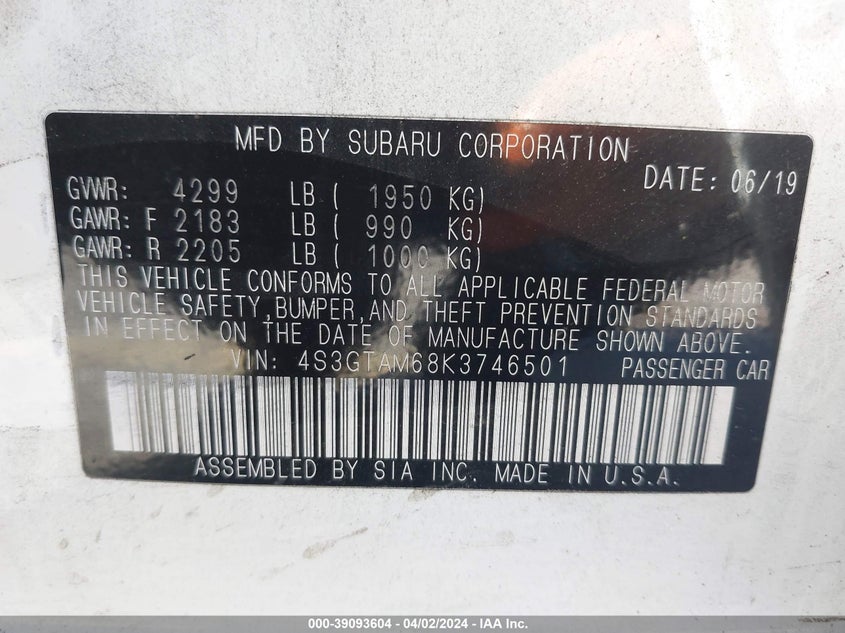 MFD BY SUBARU CORPORATION
DATE: 06/19
GVWR: 4299 LB ( 1950 KG)
GAWR: F 2183 LB ( 990 KG)
GAWR: R 2205 LB ( 1000 KG)
THIS VEHICLE CONFORMS TO ALL APPLICABLE FEDERAL MOTOR
VEHICLE SAFETY,BUMPER,AND THEFT PREVENTION STANDARDS
IN EFFECT ON THE DATE OF MANUFACTURE SHOWN ABOVE.
VIN: 4S3GTAM68K3746501 PASSENGER CAR
ASSEMBLED BY SIA INC. MADE IN U.S.A.
000-39093604 - 04/02/2024 - IAA Inc.